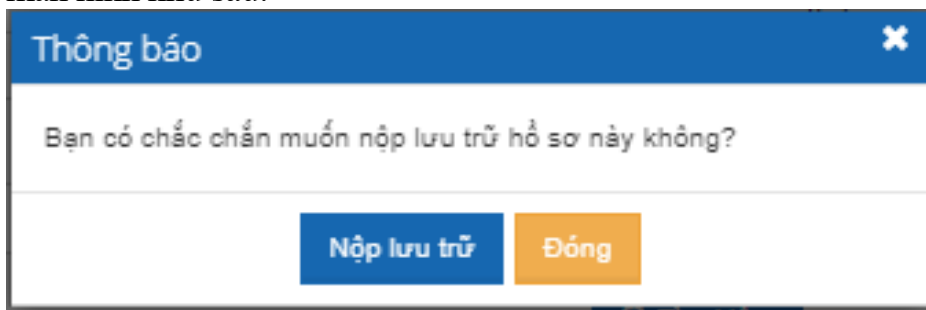 Thông báo
Bạn có chắc chắn muốn nộp lưu trữ hồ sơ này không?
Nộp lưu trữ Đóng